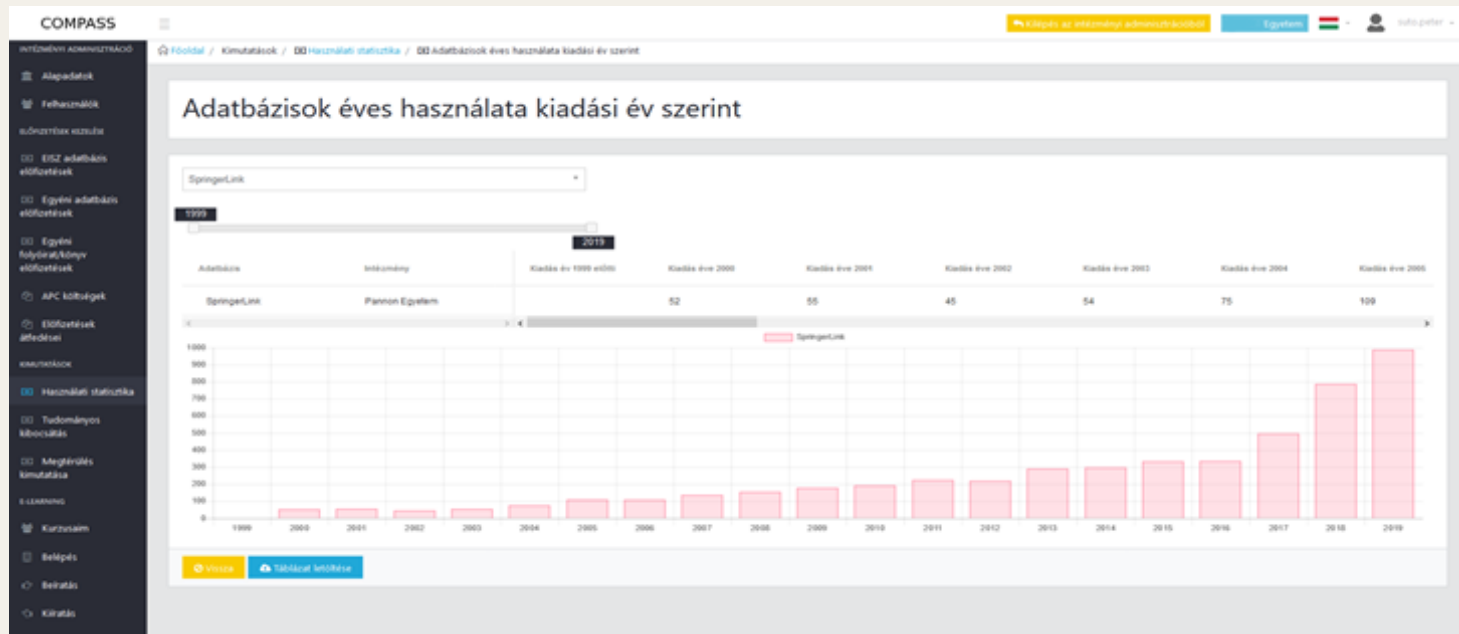 COMPASS
Kilépés az intézményi adminisztrációból
Egyetem
suto.peter
INTÉZMÉNYI ADMINISZTRÁCIÓ
Alapadatok
Felhasználók
ELŐFIZETÉSEK KEZELÉSE
EISZ adatbázis
előfizetések
Egyéni adatbázis
előfizetések
Egyéni
folyóirat/könyv
előfizetések
APC költségek
Előfizetések
átfedései
KIMUTATÁSOK
Használati statisztika
Tudományos
kibocsátás
Megtérülés
kimutatása
E-LEARNING
Kurzusaim
Belépés
Beiratás
Kiiratás
Főoldal / Kimutatások / Használati statisztika / Adatbázisok éves használata kiadási év szerint
Adatbázisok éves használata kiadási év szerint
SpringerLink
1999
2019
Adatbázis Intézmény Kiadás év 1999 előtti Kiadás éve 2000 Kiadás éve 2001 Kiadás éve 2002 Kiadás éve 2003 Kiadás éve 2004 Kiadás éve 2005
SpringerLink Pannon Egyetem 52 55 45 54 75 109
SpringerLink
1000
900
800
700
600
500
400
300
200
100
0
1999 2000 2001 2002 2003 2004 2005 2006 2007 2008 2009 2010 2011 2012 2013 2014 2015 2016 2017 2018 2019
Vissza
Táblázat letöltése